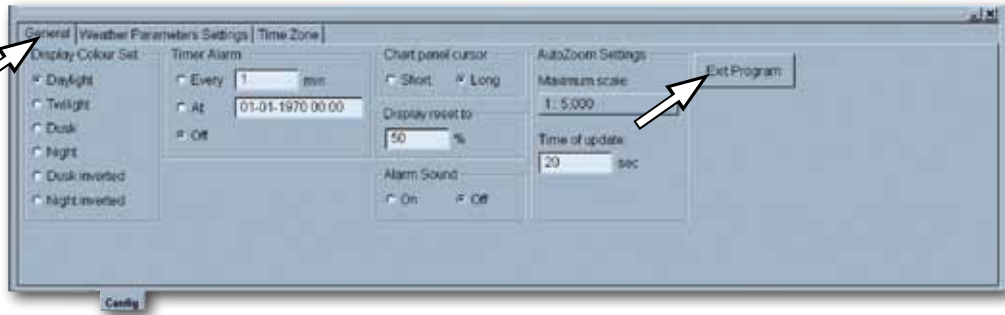 General Weather Parameters Settings Time Zone
Display Colour Set
Daylight
Twilight
Dusk
Night
Dusk inverted
Night inverted
Timer Alarm
Every 1 min
At 01-01-1970 00:00
Off
Chart panel cursor
Short Long
Display reset to
50 %
Alarm Sound
On Off
AutoZoom Settings
Maximum scale:
1: 5,000
Time of update:
20 sec
Exit Program
Config